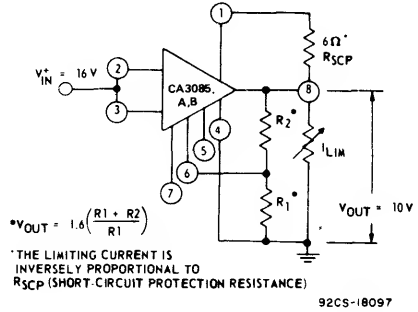 1
6Ω*
RSCP
V+IN = 16 V
2
CA3085,
A,B
8
3
4
R2•
ILIM
5
6
7
R1•
VOUT = 10 V
•VOUT = 1.6(R1 + R2 / R1)
*THE LIMITING CURRENT IS
INVERSELY PROPORTIONAL TO
RSCP (SHORT-CIRCUIT PROTECTION RESISTANCE)
92CS-18097